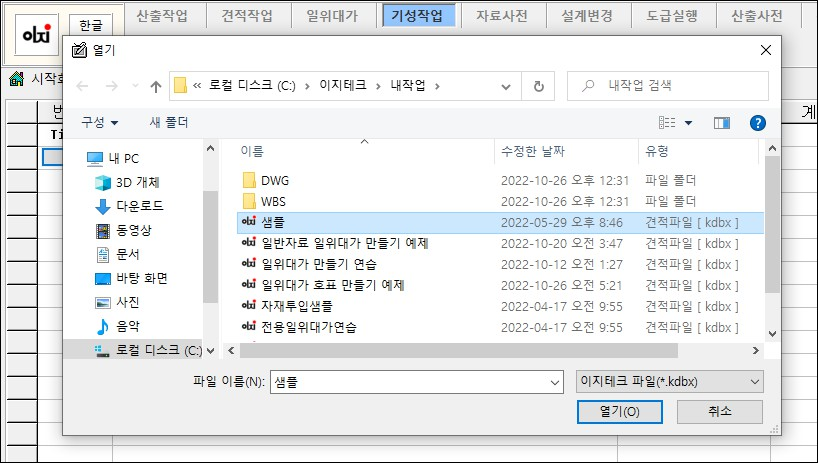 산출작업 견적작업 일위대가 기성작업 자료사전 설계변경 도급실행 산출사전
이지 한글
열기
시작화
« 로컬 디스크 (C:) › 이지테크 › 내작업 › 내작업 검색
구성 새 폴더
이름 수정한 날짜 유형
내 PC
3D 개체
다운로드
동영상
문서
바탕 화면
사진
음악
로컬 디스크 (C:)
DWG 2022-10-26 오후 12:31 파일 폴더
WBS 2022-10-26 오후 12:31 파일 폴더
샘플 2022-05-29 오후 8:46 견적파일 [ kdbx ]
일반자료 일위대가 만들기 예제 2022-10-20 오후 3:47 견적파일 [ kdbx ]
일위대가 만들기 연습 2022-10-12 오후 1:27 견적파일 [ kdbx ]
일위대가 호표 만들기 예제 2022-10-26 오후 5:21 견적파일 [ kdbx ]
자재투입샘플 2022-04-17 오전 9:55 견적파일 [ kdbx ]
전용일위대가연습 2022-04-17 오전 9:55 견적파일 [ kdbx ]
파일 이름(N): 샘플 이지테크 파일(*.kdbx)
열기(O) 취소
번
Ti
계